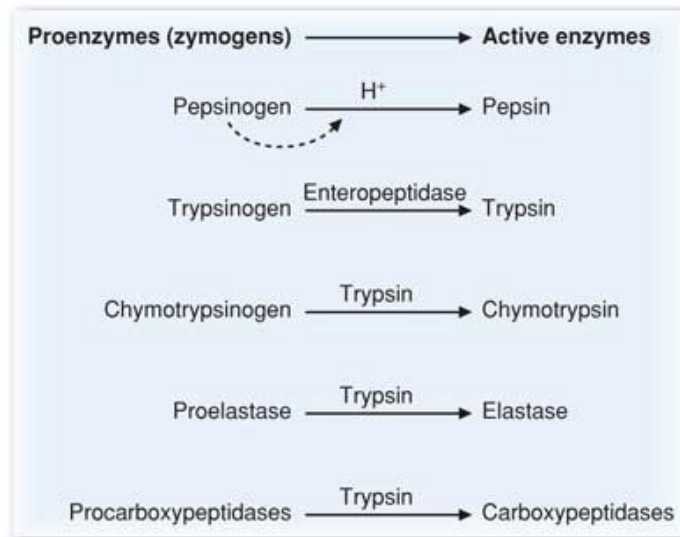 Proenzymes (zymogens) Active enzymes
H+
Pepsinogen Pepsin
Enteropeptidase
Trypsinogen Trypsin
Trypsin
Chymotrypsinogen Chymotrypsin
Trypsin
Proelastase Elastase
Trypsin
Procarboxypeptidases Carboxypeptidases